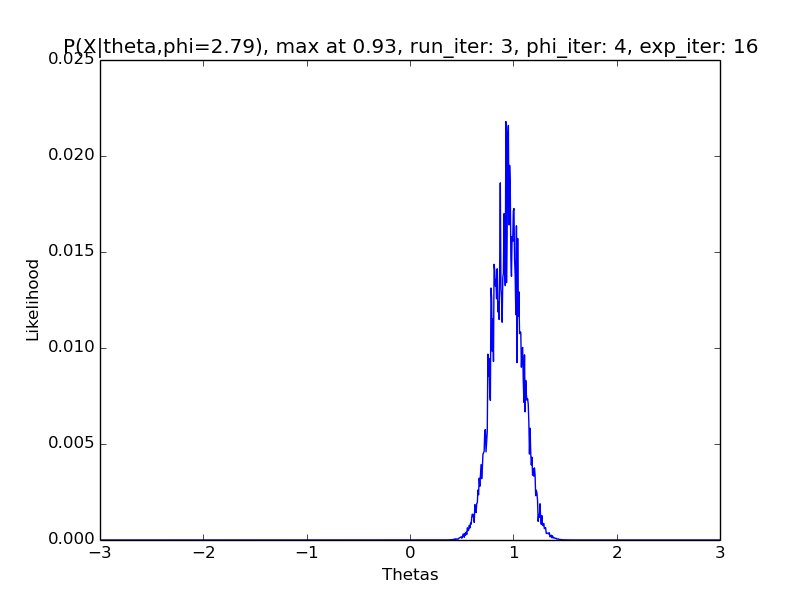 P(X|theta,phi=2.79), max at 0.93, run_iter: 3, phi_iter: 4, exp_iter: 16
0.025
0.020
0.015
0.010
0.005
0.000
Likelihood
−3 −2 −1 0 1 2 3
Thetas